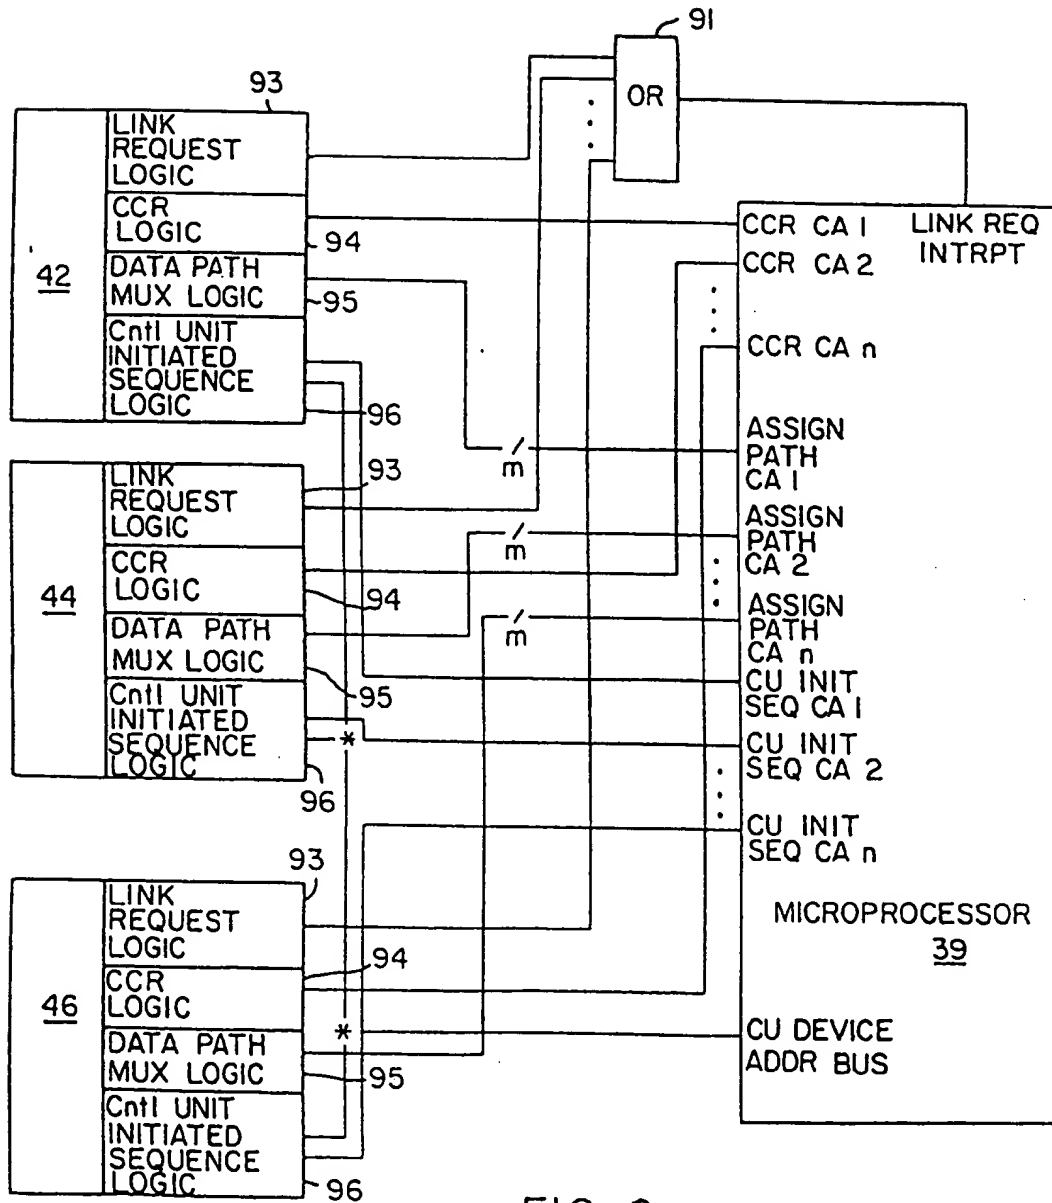 91
OR
93
LINK
REQUEST
LOGIC
CCR
LOGIC
94
42
DATA PATH
MUX LOGIC
95
Cntl UNIT
INITIATED
SEQUENCE
LOGIC
96
LINK
REQUEST
LOGIC
93
CCR
LOGIC
94
44
DATA PATH
MUX LOGIC
95
Cntl UNIT
INITIATED
SEQUENCE
LOGIC
*
96
93
LINK
REQUEST
LOGIC
94
CCR
LOGIC
46
*
DATA PATH
MUX LOGIC
95
Cntl UNIT
INITIATED
SEQUENCE
LOGIC
96
m
m
m
CCR CA 1
LINK REQ
INTRPT
CCR CA 2
CCR CA n
ASSIGN
PATH
CA 1
ASSIGN
PATH
CA 2
ASSIGN
PATH
CA n
CU INIT
SEQ CA 1
CU INIT
SEQ CA 2
CU INIT
SEQ CA n
MICROPROCESSOR
39
CU DEVICE
ADDR BUS